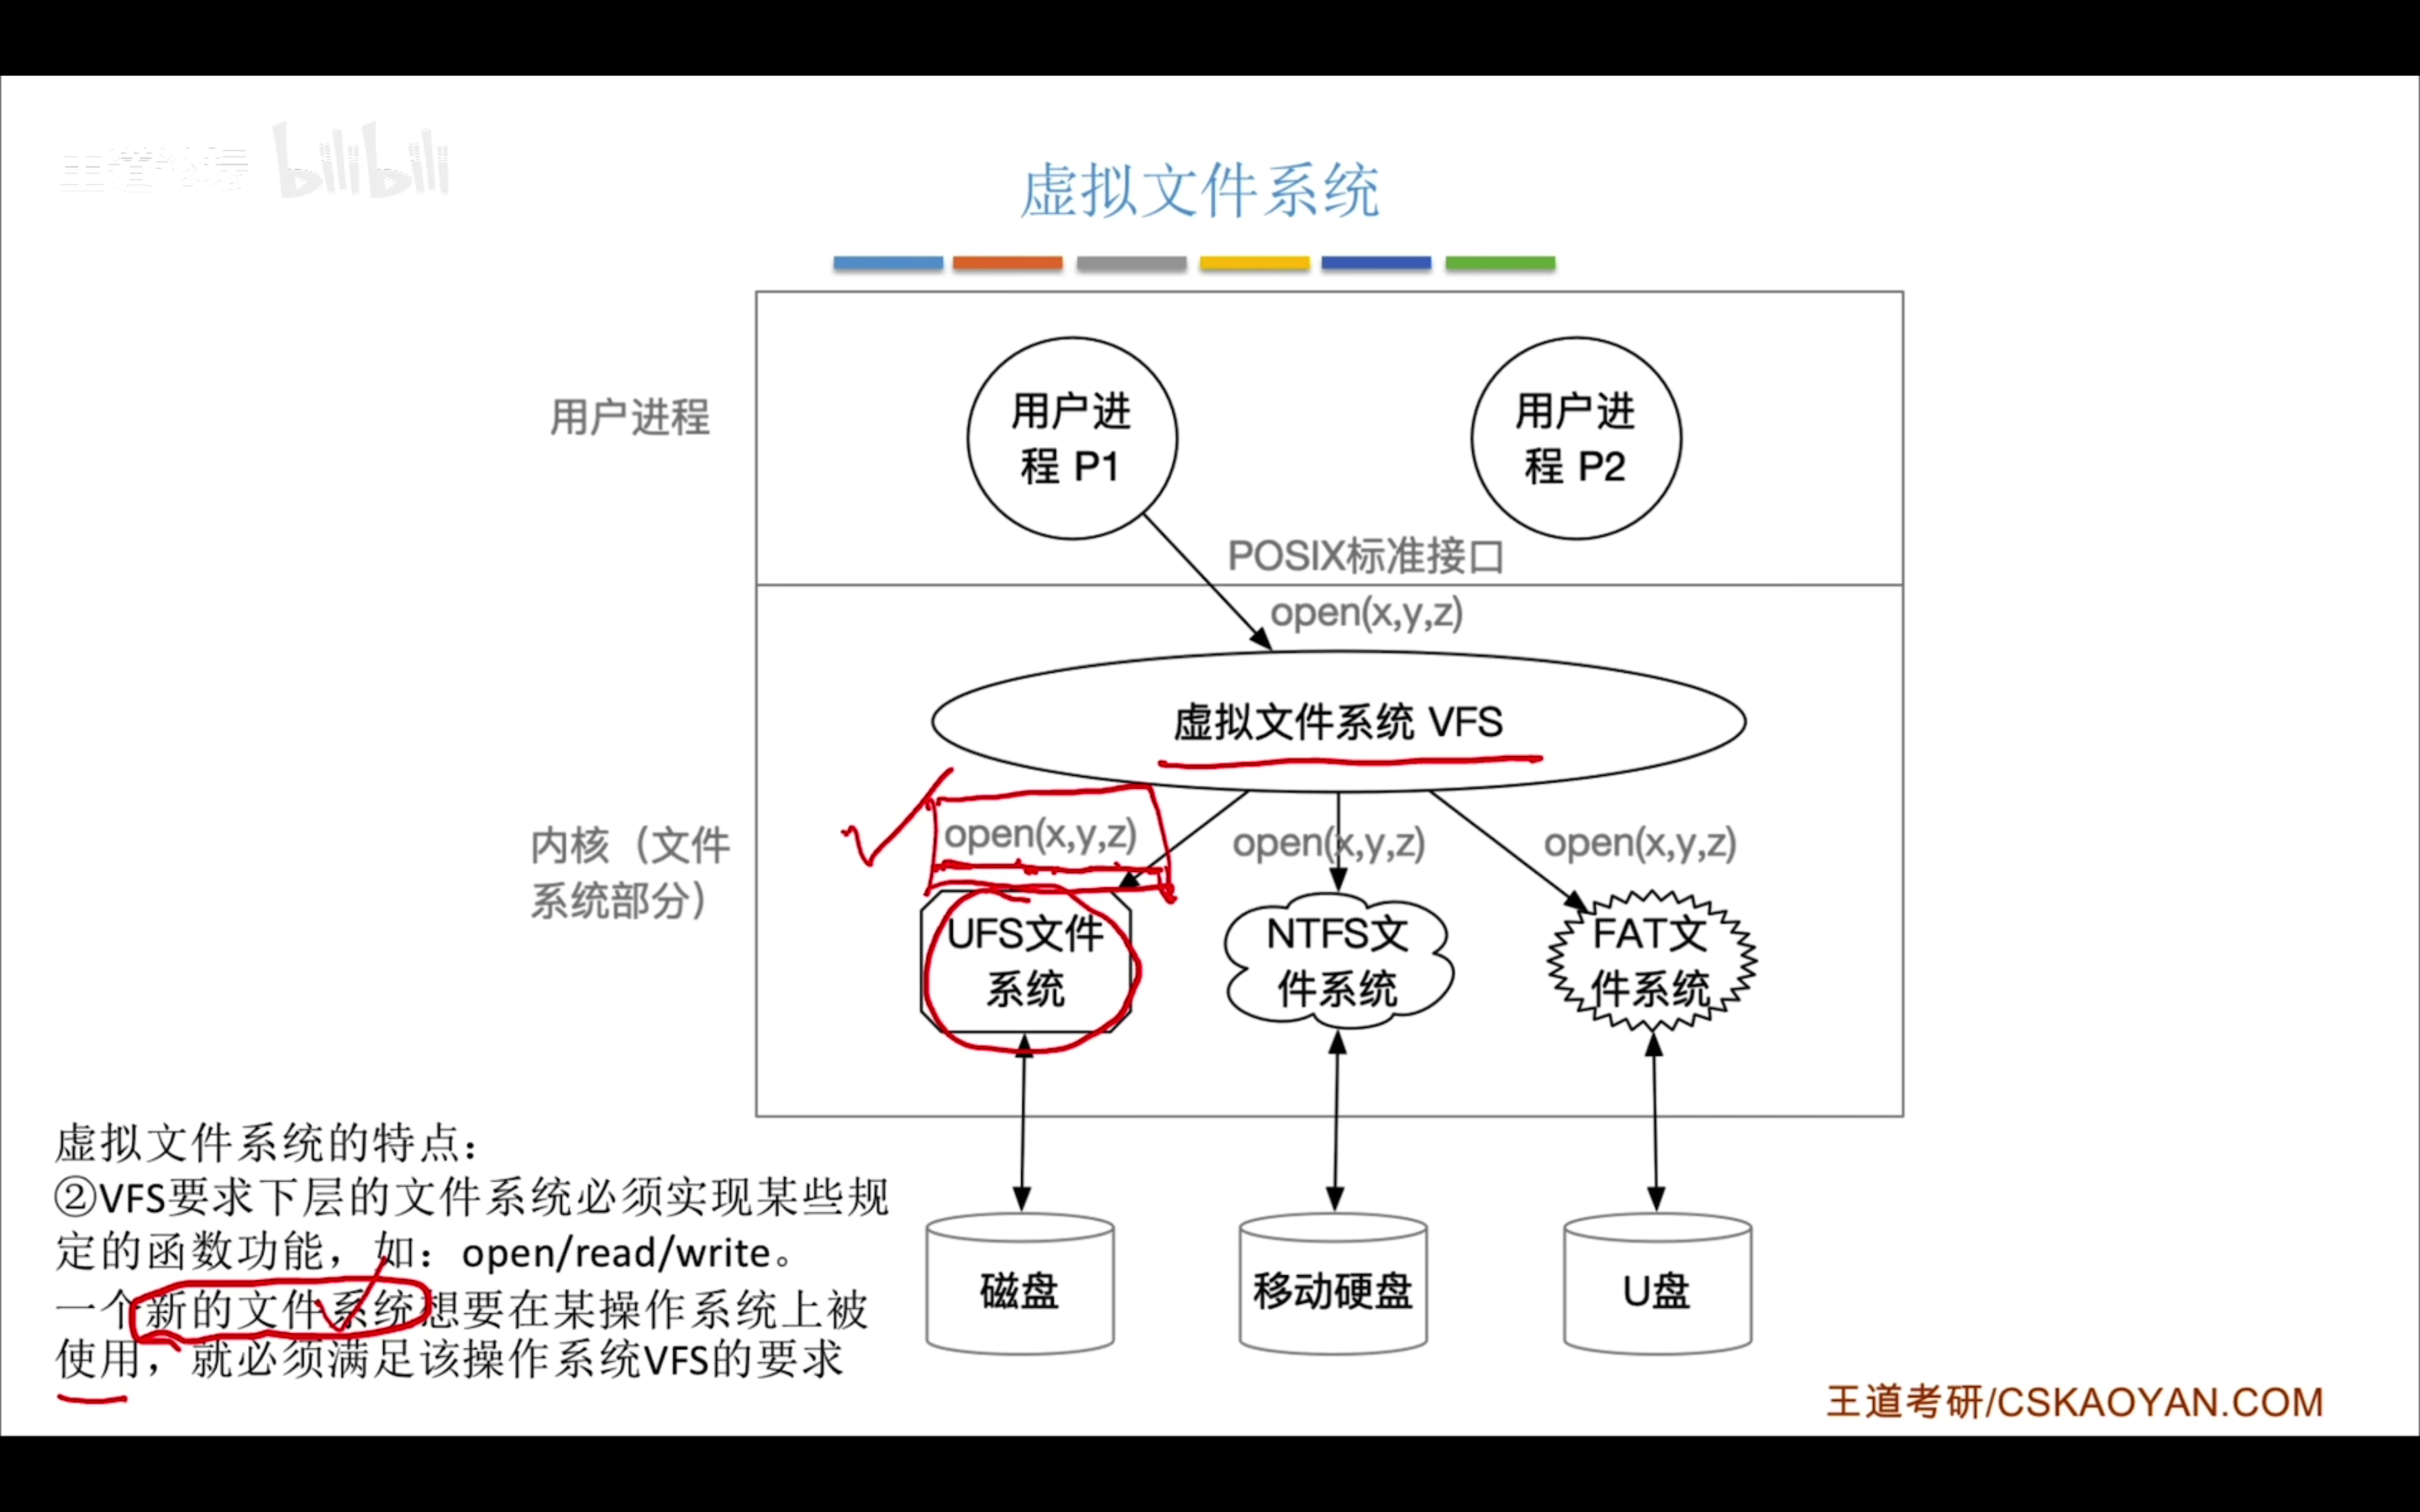 王道论坛 bilibili
虚拟文件系统
用户进程
用户进
程 P1
用户进
程 P2
POSIX标准接口
open(x,y,z)
虚拟文件系统 VFS
内核（文件
系统部分）
open(x,y,z)
open(x,y,z)
open(x,y,z)
UFS文件
系统
NTFS文
件系统
FAT文
件系统
磁盘
移动硬盘
U盘
虚拟文件系统的特点：
②VFS要求下层的文件系统必须实现某些规
定的函数功能，如：open/read/write。
一个新的文件系统想要在某操作系统上被
使用，就必须满足该操作系统VFS的要求
王道考研/CSKAOYAN.COM